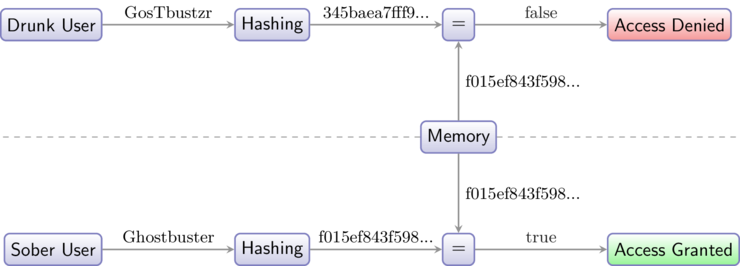 Drunk User GosTbustzr Hashing 345baea7fff9... = false Access Denied
f015ef843f598...
Memory
f015ef843f598...
Sober User Ghostbuster Hashing f015ef843f598... = true Access Granted